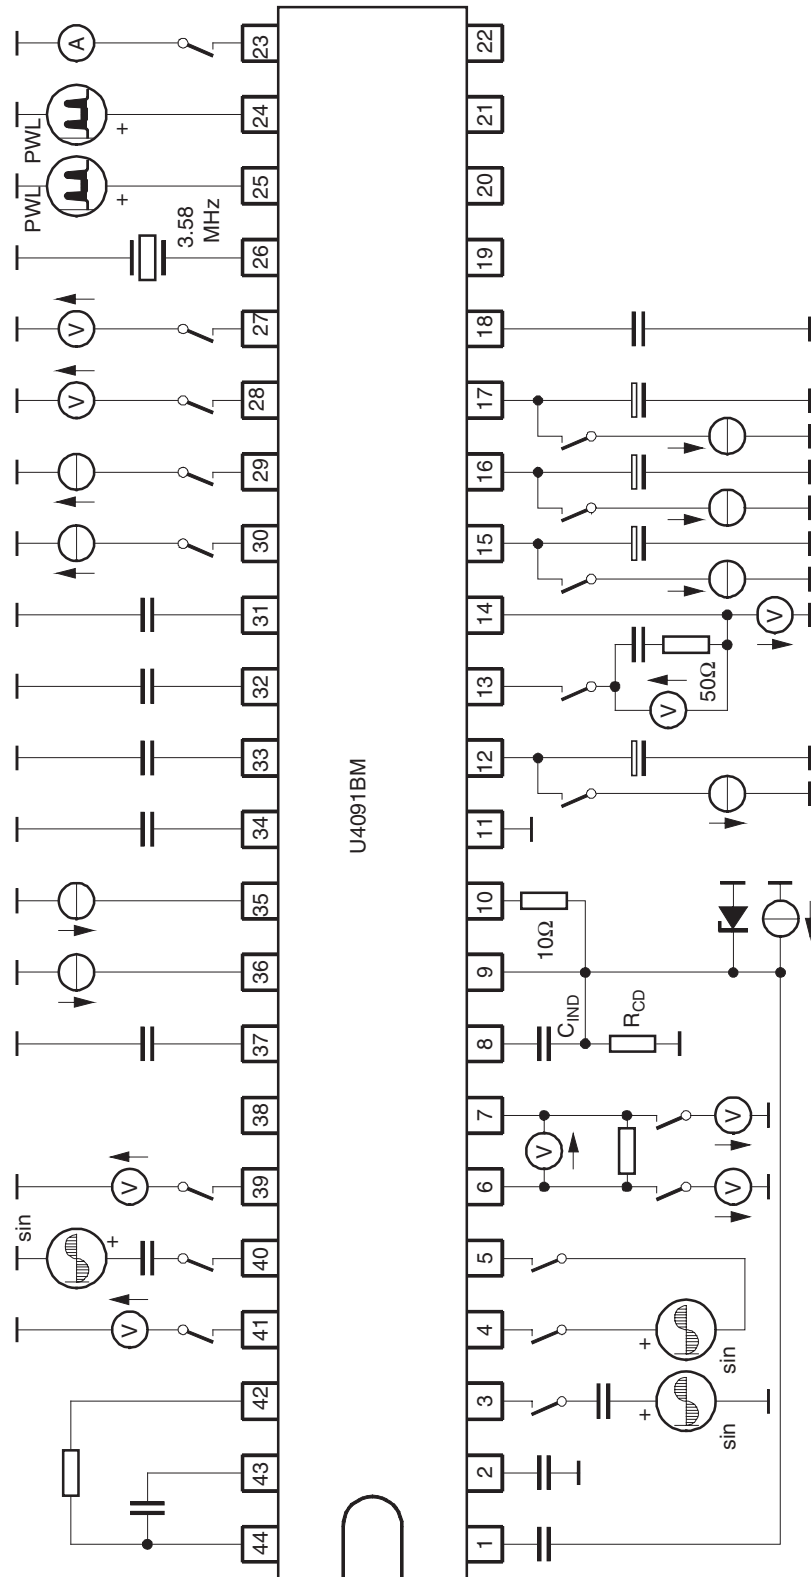 A
23
22
PWL
+
24
21
PWL
+
25
20
3.58
MHz
26
19
V
27
18
V
28
17
29
16
30
15
31
14
V
32
13
V
50Ω
33
12
U4091BM
34
11
35
10
10Ω
36
9
37
8
C_IND
R_CD
38
7
V
V
V
39
6
V
sin
+
40
5
V
41
4
+
sin
42
3
+
sin
43
2
44
1